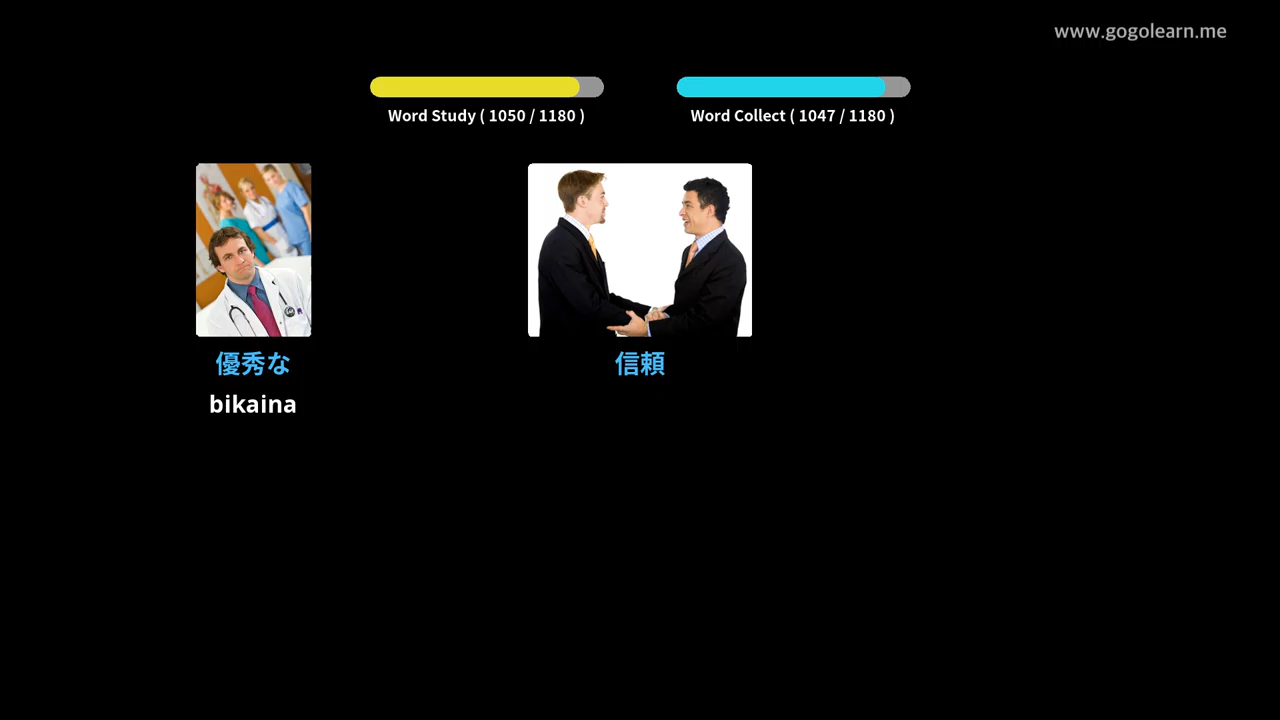 www.gogolearn.me
Word Study ( 1050 / 1180 )
Word Collect ( 1047 / 1180 )
優秀な
bikaina
信頼